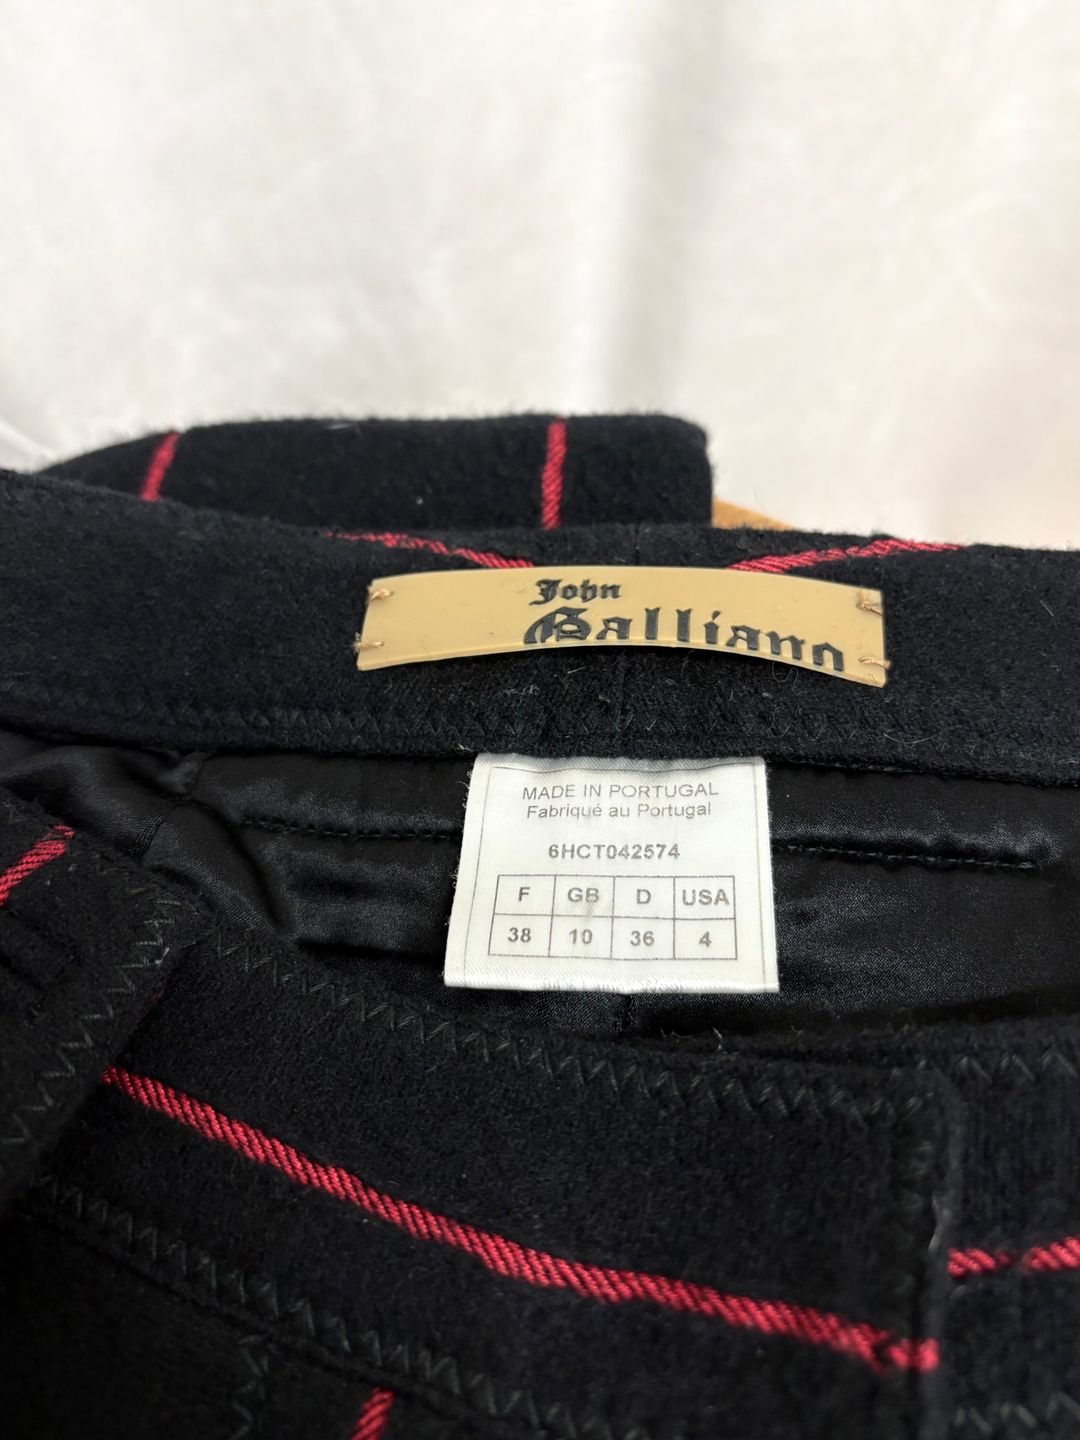 John
Galliano
MADE IN PORTUGAL
Fabriqué au Portugal
6HCT042574
F GB D USA
38 10 36 4